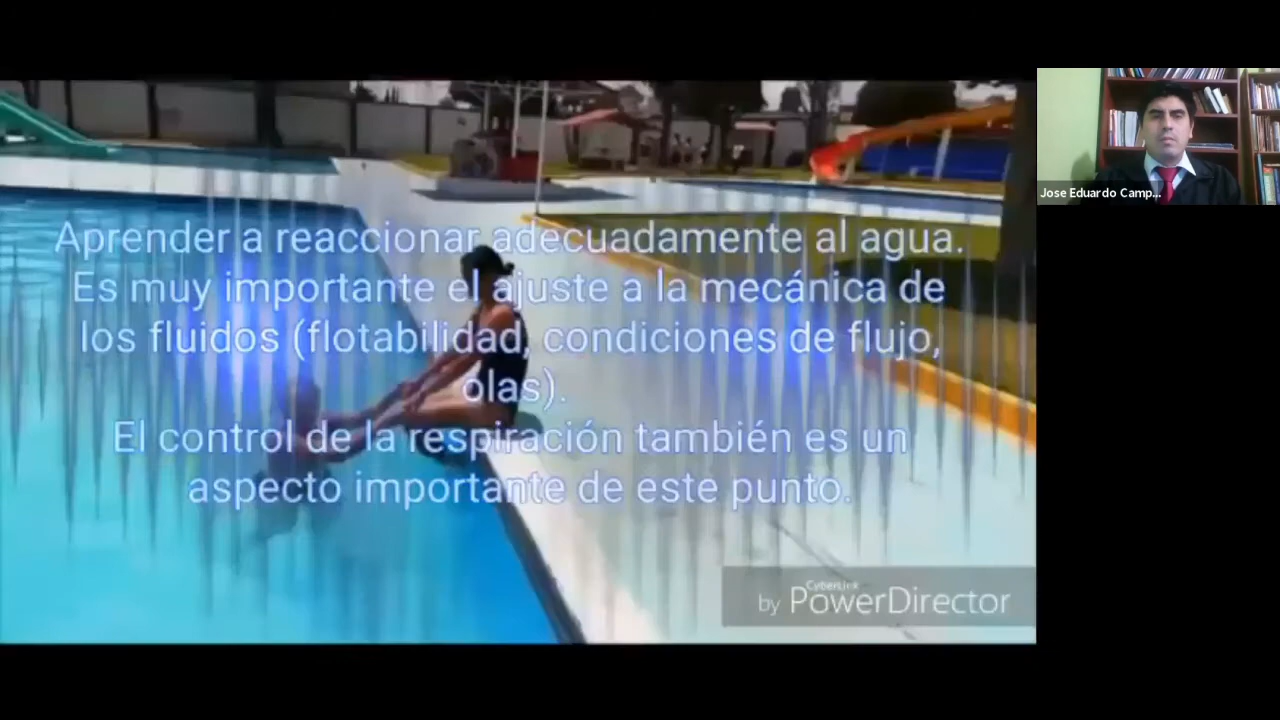 Aprender a reaccionar adecuadamente al agua.
Es muy importante el ajuste a la mecánica de
los fluidos (flotabilidad, condiciones de flujo,
olas).
El control de la respiración también es un
aspecto importante de este punto.
CyberLink
by PowerDirector
Jose Eduardo Camp...